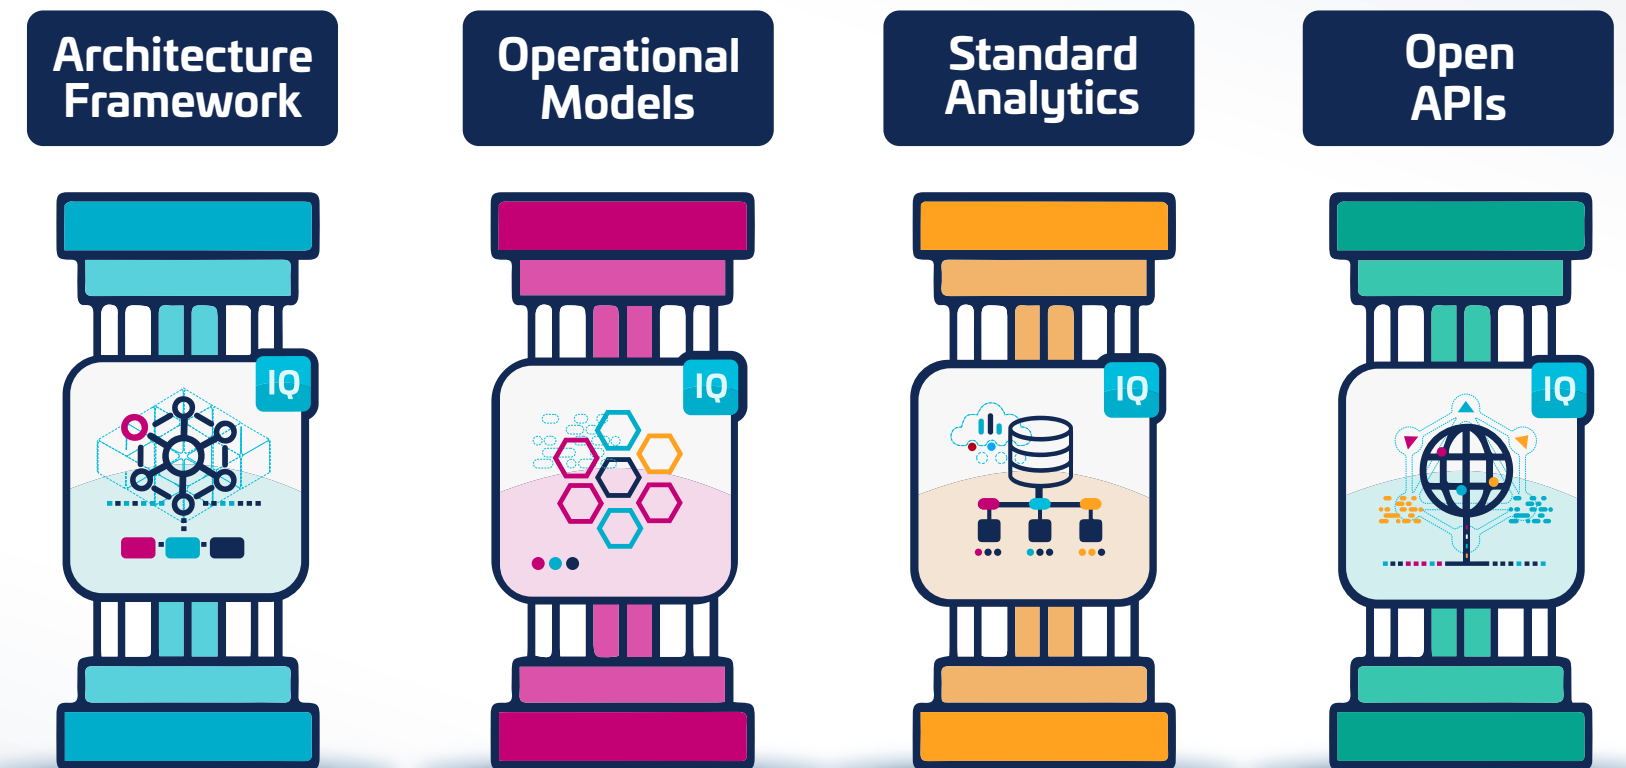 Architecture
Framework
Operational
Models
Standard
Analytics
Open
APIs
IQ
IQ
IQ
IQ